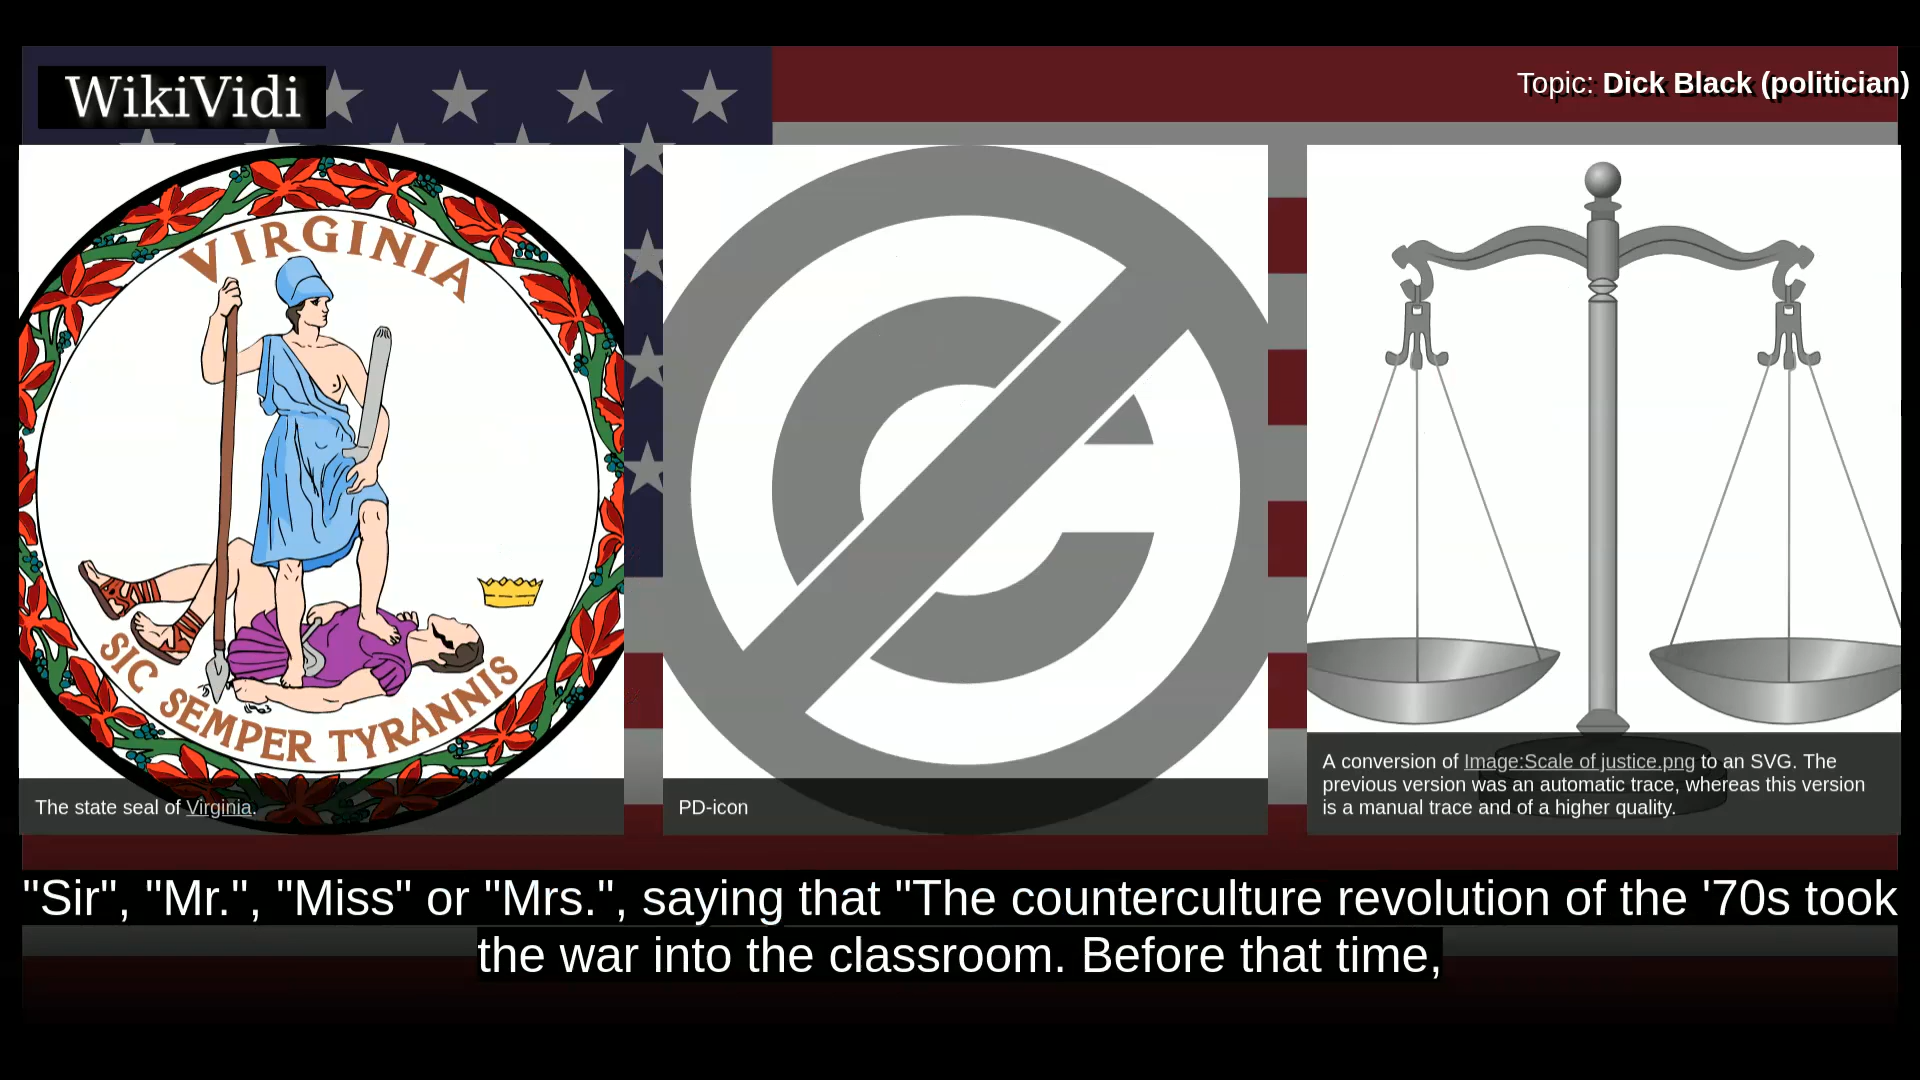 WikiVidi
Topic: Dick Black (politician)
VIRGINIA
SIC SEMPER TYRANNIS
The state seal of Virginia.
PD-icon
A conversion of Image:Scale of justice.png to an SVG. The
previous version was an automatic trace, whereas this version
is a manual trace and of a higher quality.
"Sir", "Mr.", "Miss" or "Mrs.", saying that "The counterculture revolution of the '70s took
the war into the classroom. Before that time,